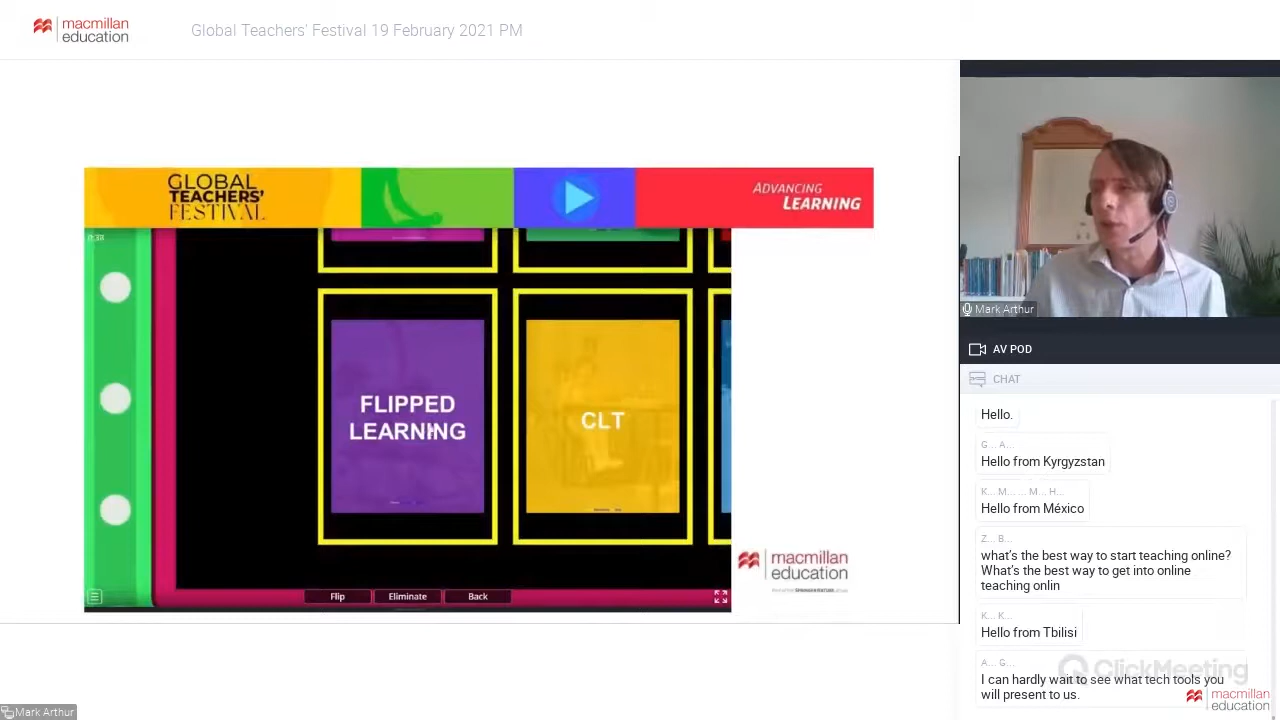 macmillan
education
Global Teachers' Festival 19 February 2021 PM
GLOBAL
TEACHERS'
FESTIVAL
ADVANCING
LEARNING
FLIPPED
LEARNING
CLT
Flip
Eliminate
Back
macmillan
education
Mark Arthur
Mark Arthur
AV POD
CHAT
Hello.
G... A...
Hello from Kyrgyzstan
K... M... ... M... H...
Hello from México
Z... B...
what's the best way to start teaching online?
What's the best way to get into online
teaching onlin
K... K...
Hello from Tbilisi
A... G...
I can hardly wait to see what tech tools you
will present to us.
ClickMeeting
macmillan
education